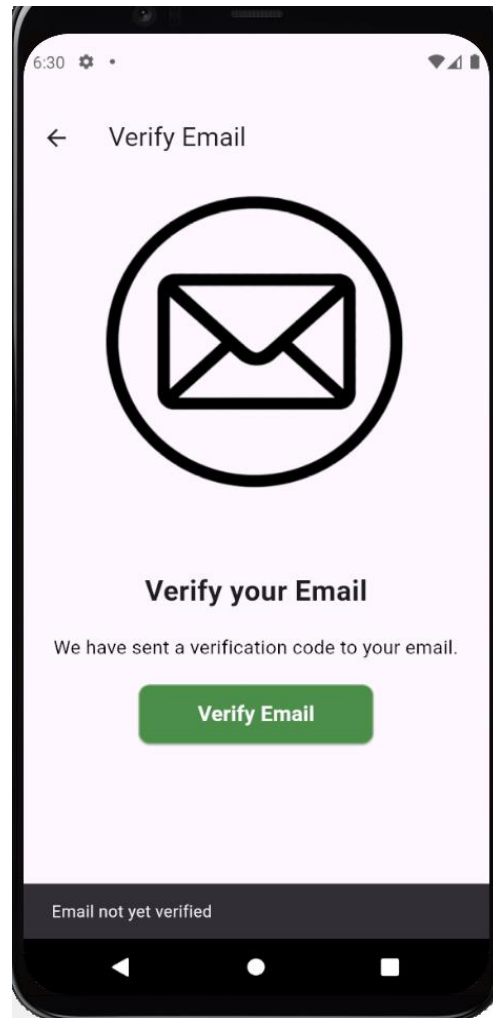 6:30
Verify Email
Verify your Email
We have sent a verification code to your email.
Verify Email
Email not yet verified